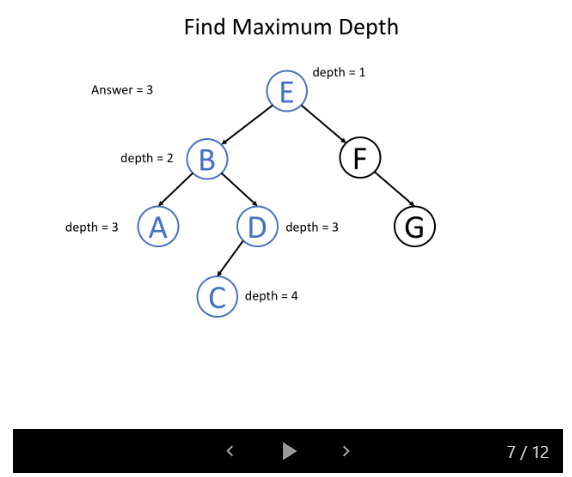 Find Maximum Depth
depth = 1
Answer = 3
E
depth = 2
B
F
depth = 3
A
D
depth = 3
G
C
depth = 4
7 / 12